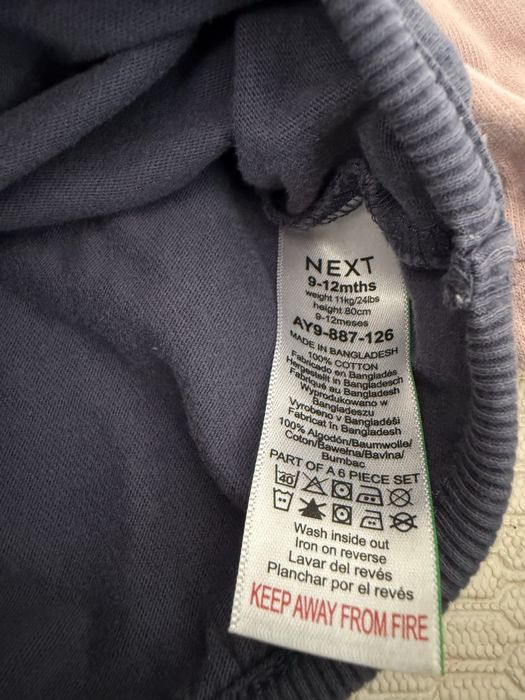 NEXT
9-12mths
weight 11kg/24lbs
height 80cm
9-12meses
AY9-887-126
MADE IN BANGLADESH
100% COTTON
Fabricado en Bangladés
Hergestellt in Bangladesch
Fabriqué au Bangladesh
Wyprodukowano w
Bangladeszu
Vyrobeno v Bangladéši
Fabricat în Bangladesh
100% Algodón/Baumwolle/
Coton/Bawełna/Bavlna/
Bumbac
PART OF A 6 PIECE SET
40
Wash inside out
Iron on reverse
Lavar del revés
Planchar por el revés
KEEP AWAY FROM FIRE